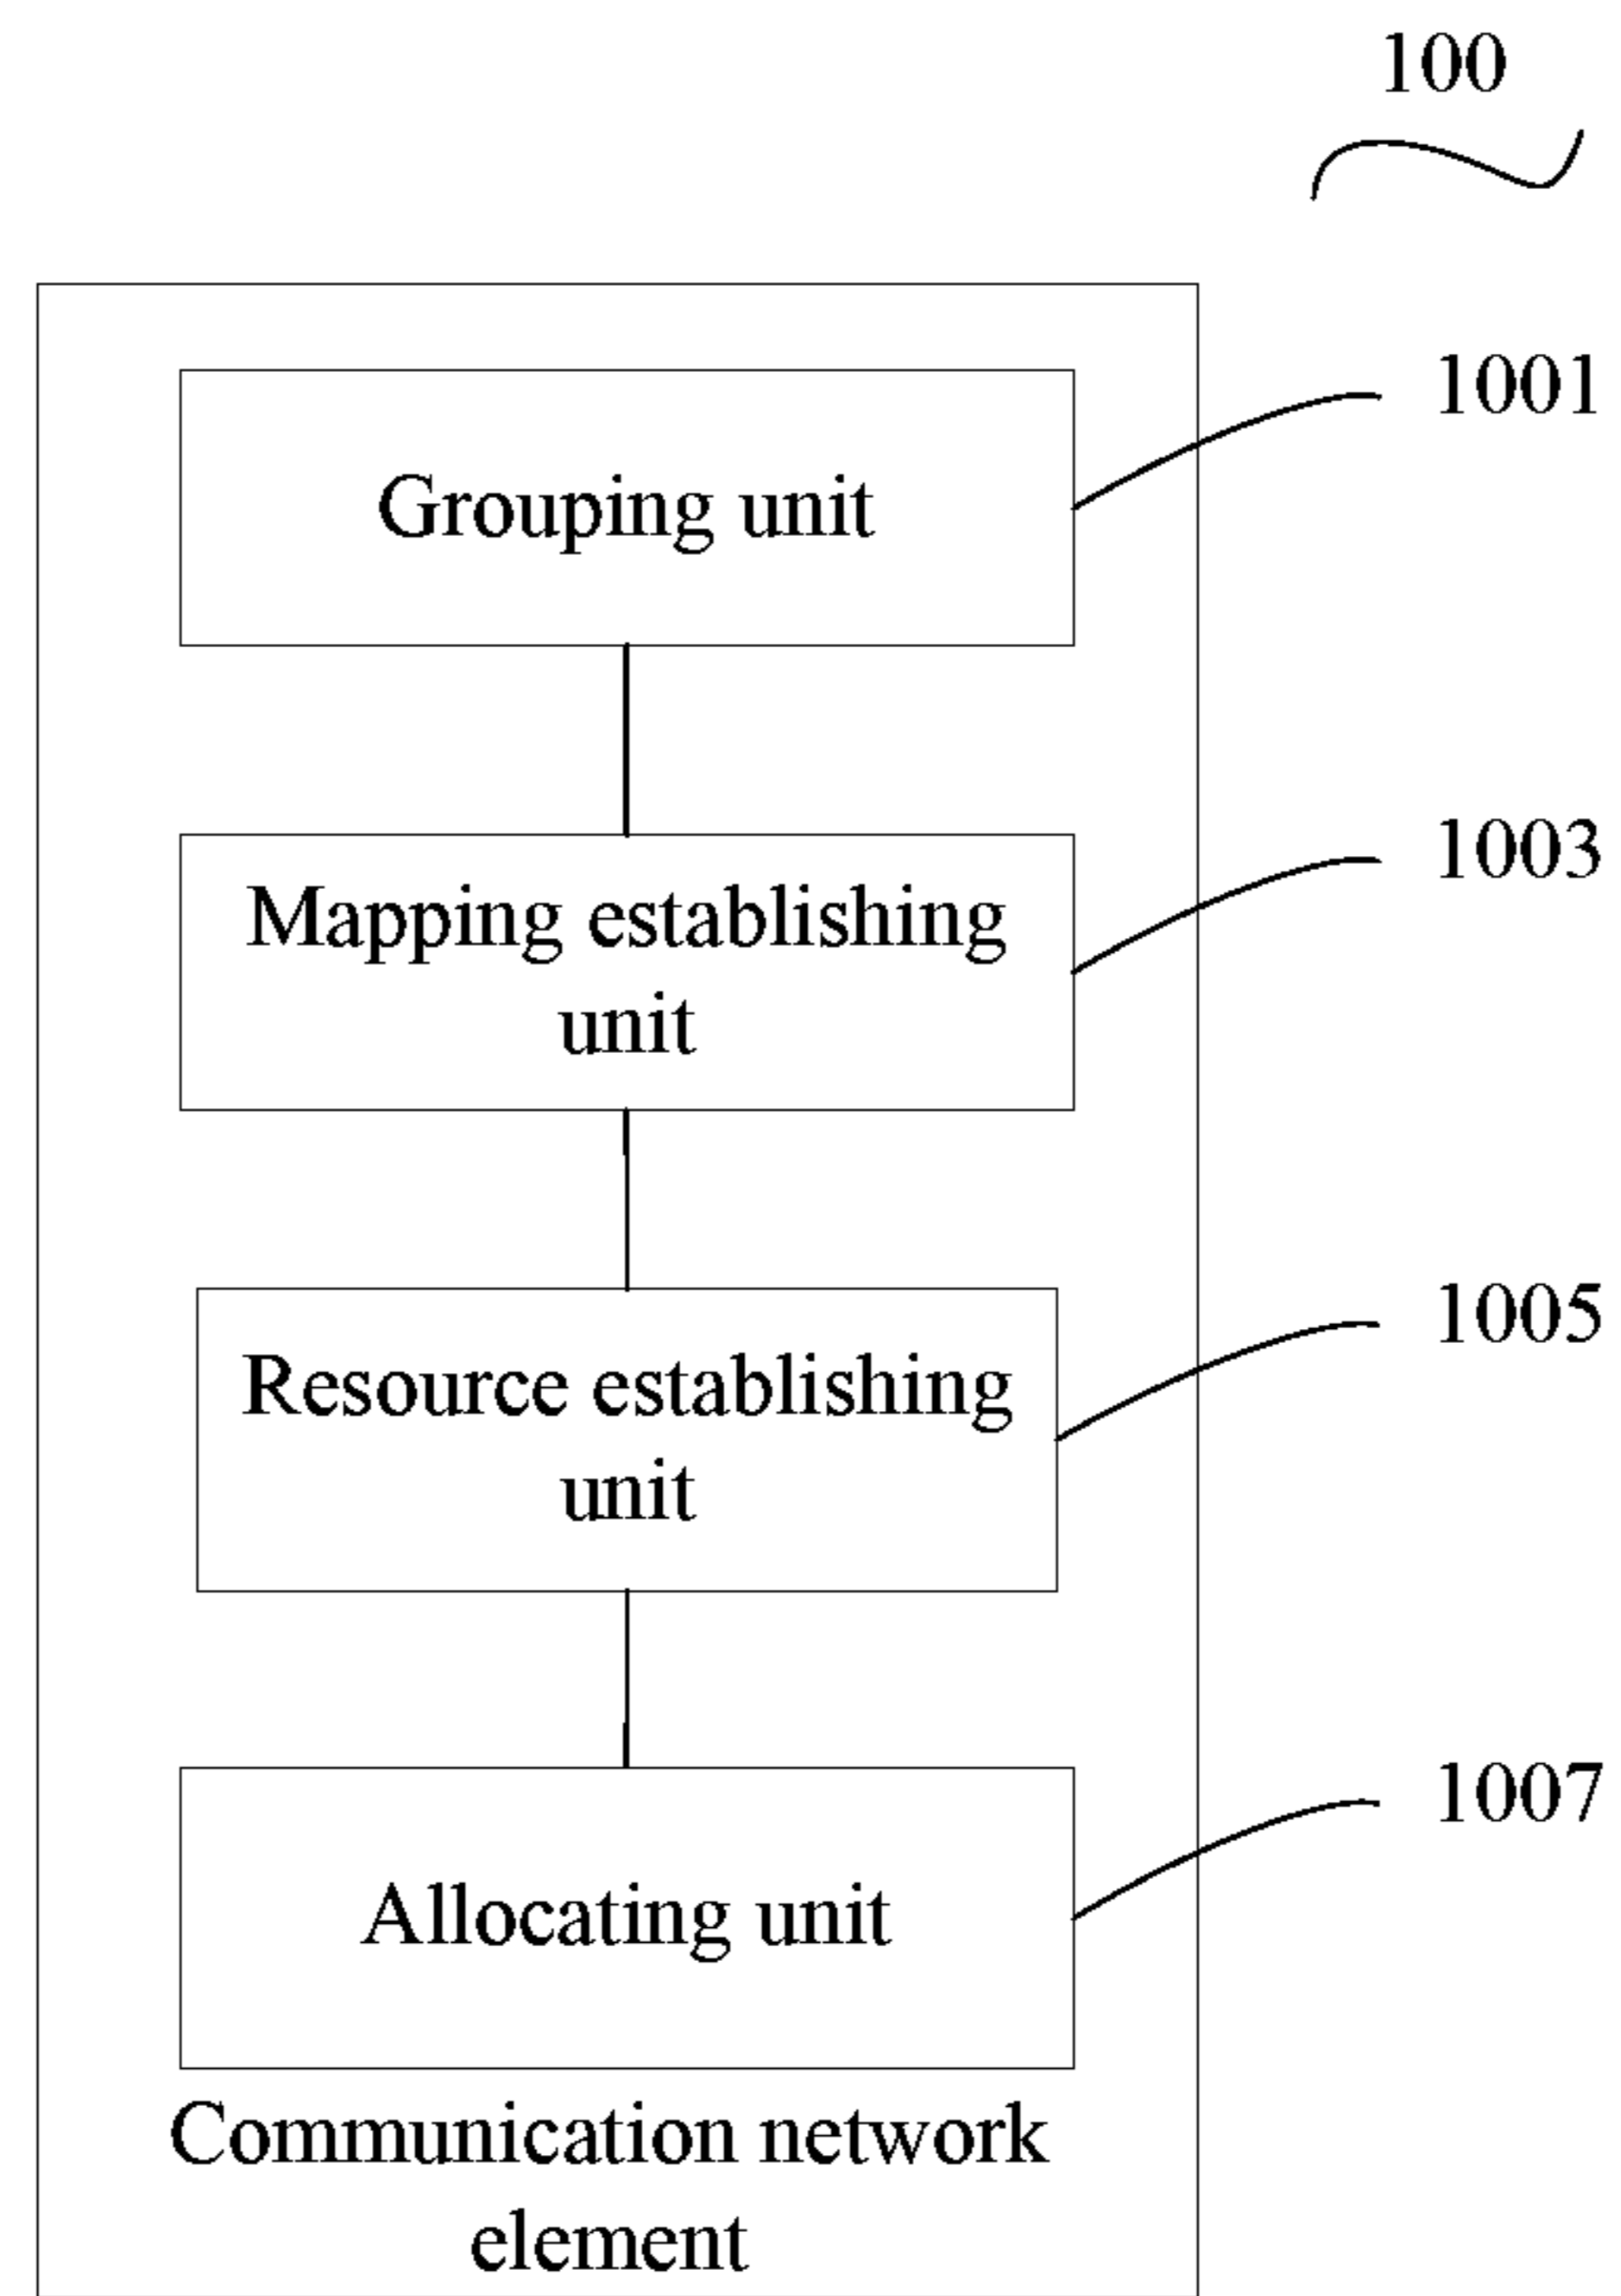 100
Grouping unit
1001
Mapping establishing
unit
1003
Resource establishing
unit
1005
Allocating unit
1007
Communication network
element